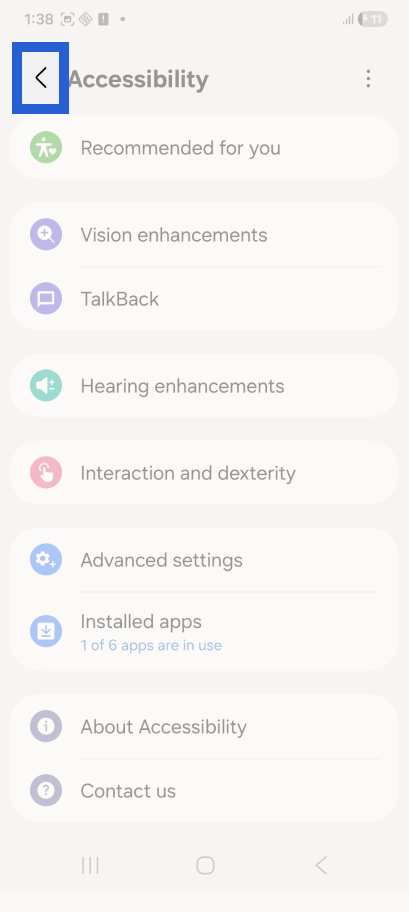 1:38
11
Accessibility
Recommended for you
Vision enhancements
TalkBack
Hearing enhancements
Interaction and dexterity
Advanced settings
Installed apps
1 of 6 apps are in use
About Accessibility
Contact us